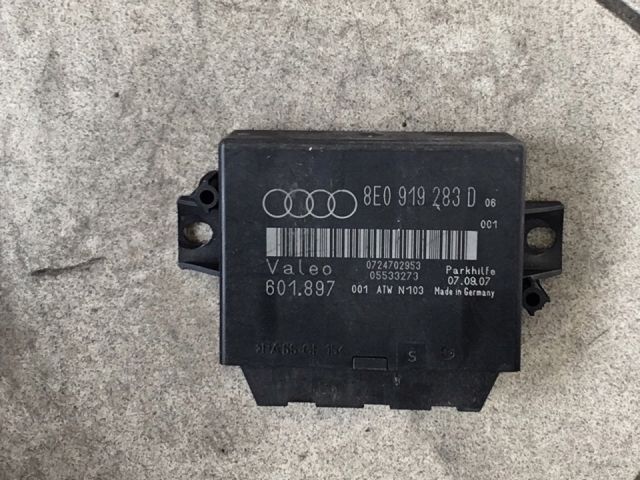 8E0 919 283 D 06
001
0724702953
Valeo 05533273 Parkhilfe
07.09.07
601.897 001 ATW N103 Made in Germany
S